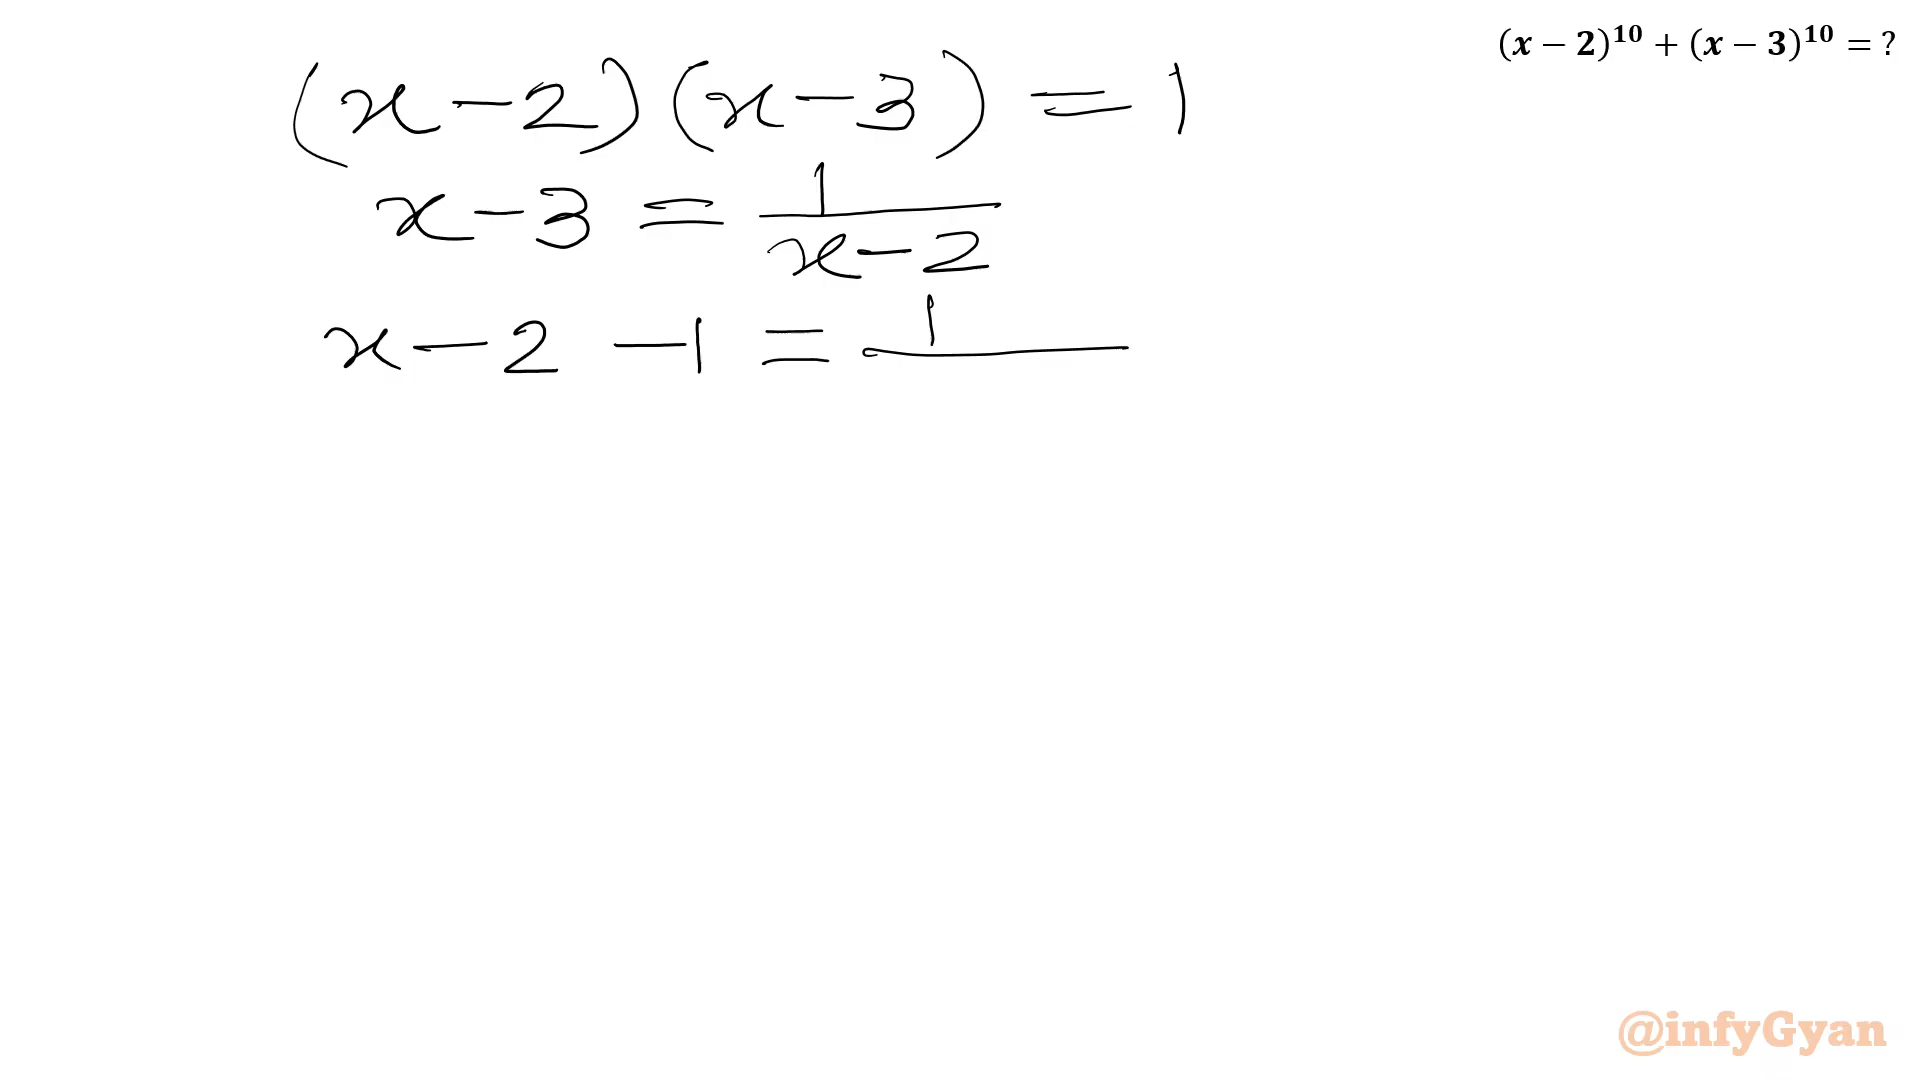 (x − 2)¹⁰ + (x − 3)¹⁰ = ?
(x − 2) (x − 3) = 1
x − 3 = 1/(x − 2)
x − 2 − 1 = 1/
@infyGyan